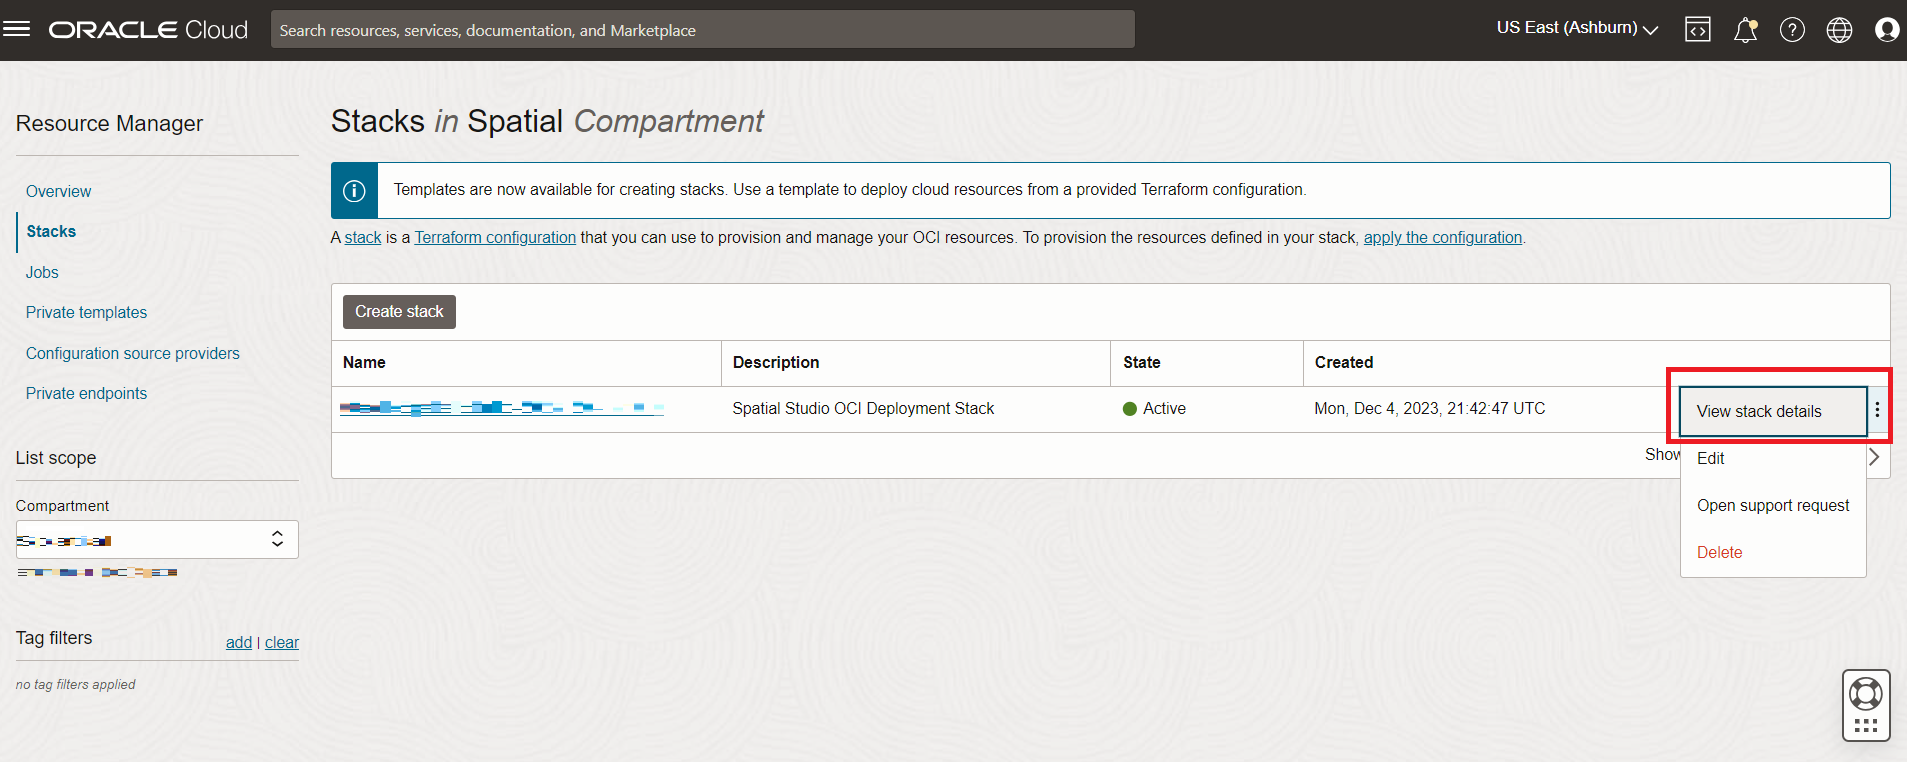 ORACLE Cloud
Search resources, services, documentation, and Marketplace
US East (Ashburn)
Resource Manager
Overview
Stacks
Jobs
Private templates
Configuration source providers
Private endpoints
List scope
Compartment
Tag filters
add | clear
no tag filters applied
Stacks in Spatial Compartment
Templates are now available for creating stacks. Use a template to deploy cloud resources from a provided Terraform configuration.
A stack is a Terraform configuration that you can use to provision and manage your OCI resources. To provision the resources defined in your stack, apply the configuration.
Create stack
Name Description State Created
Spatial Studio OCI Deployment Stack Active Mon, Dec 4, 2023, 21:42:47 UTC
View stack details
Edit
Open support request
Delete